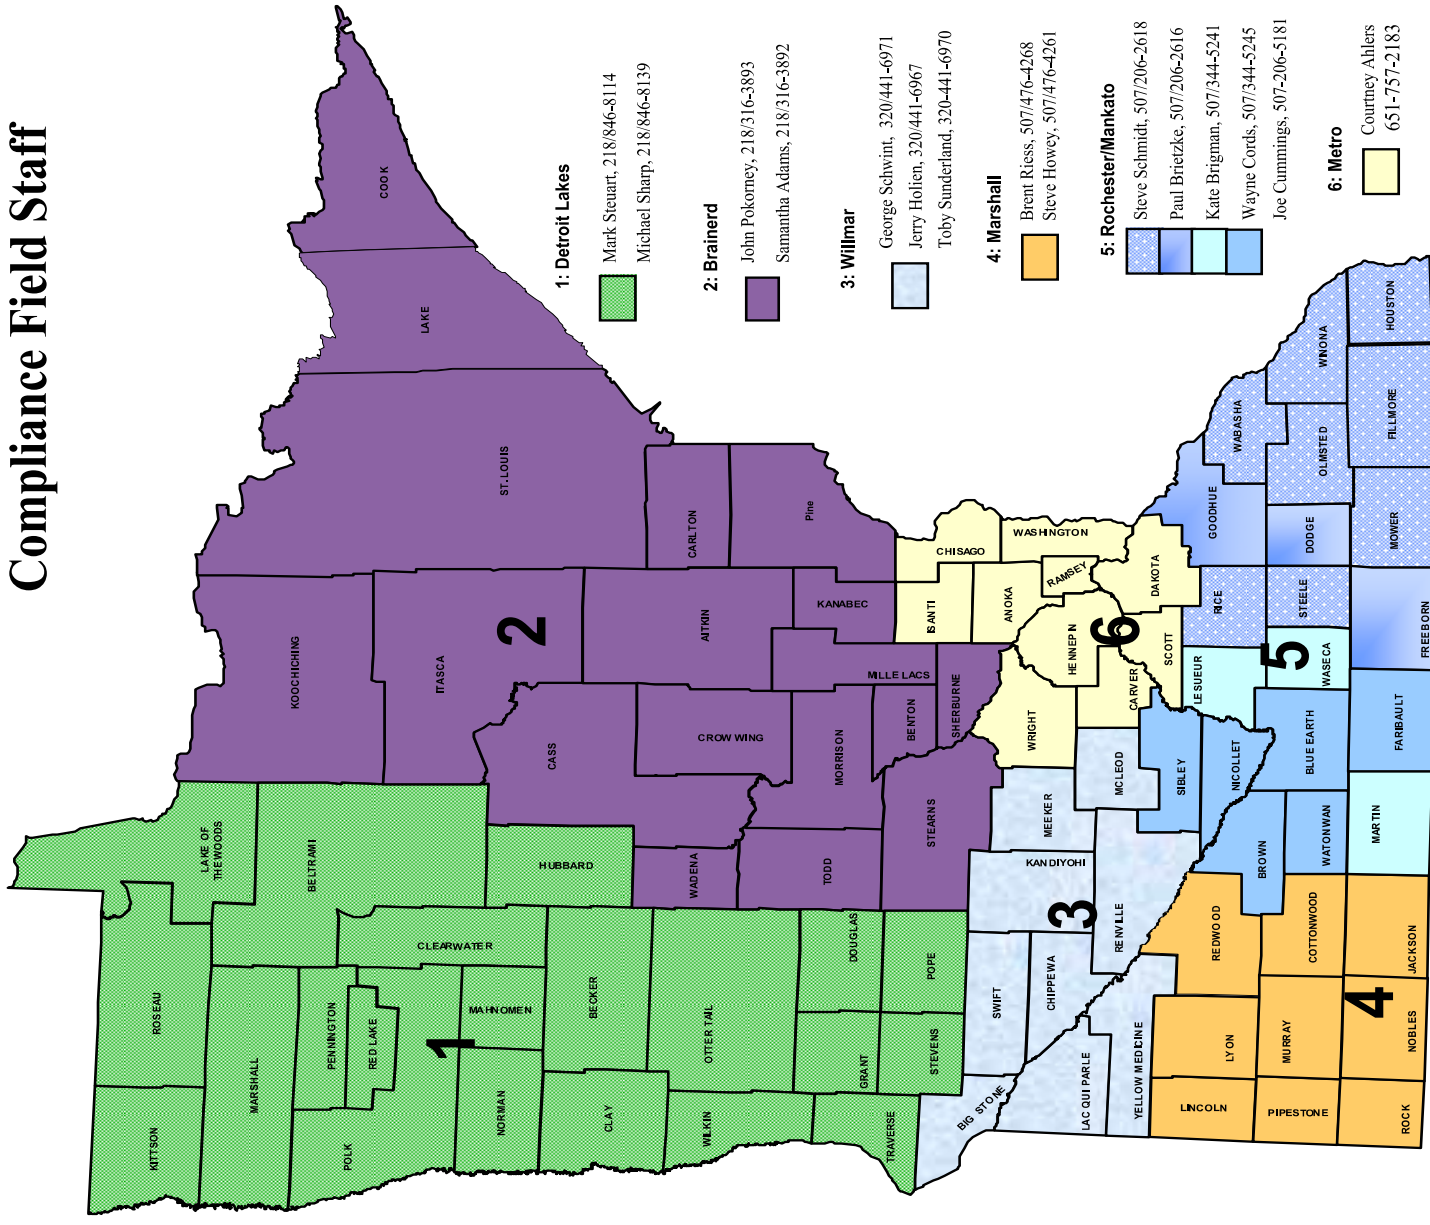 Compliance Field Staff
1: Detroit Lakes
Mark Steuart, 218/846-8114
Michael Sharp, 218/846-8139
2: Brainerd
John Pokorney, 218/316-3893
Samantha Adams, 218/316-3892
3: Willmar
George Schwint, 320/441-6971
Jerry Holien, 320/441-6967
Toby Sunderland, 320-441-6970
4: Marshall
Brent Riess, 507/476-4268
Steve Howey, 507/476-4261
5: Rochester/Mankato
Steve Schmidt, 507/206-2618
Paul Brietzke, 507/206-2616
Kate Brigman, 507/344-5241
Wayne Cords, 507/344-5245
Joe Cummings, 507-206-5181
6: Metro
Courtney Ahlers
651-757-2183
KITTSON
ROSEAU
LAKE OF
THE WOODS
MARSHALL
BELTRAMI
PENNINGTON
RED LAKE
POLK
CLEARWATER
1
NORMAN
MAHNOMEN
HUBBARD
CLAY
BECKER
WILKIN
OTTER TAIL
TRAVERSE
GRANT
DOUGLAS
STEVENS
POPE
KOOCHICHING
ITASCA
ST. LOUIS
LAKE
COOK
2
CASS
AITKIN
CARLTON
CROW WING
WADENA
TODD
MORRISON
MILLE LACS
KANABEC
Pine
BENTON
SHERBURNE
STEARNS
BIG STONE
SWIFT
KANDIYOHI
MEEKER
MCLEOD
CHIPPEWA
LAC QUI PARLE
3
RENVILLE
YELLOW MEDICINE
ISANTI
CHISAGO
ANOKA
WASHINGTON
RAMSEY
WRIGHT
HENNEPIN
CARVER
6
SCOTT
DAKOTA
LINCOLN
LYON
REDWOOD
PIPESTONE
MURRAY
COTTONWOOD
4
ROCK
NOBLES
JACKSON
SIBLEY
NICOLLET
LE SUEUR
RICE
GOODHUE
WABASHA
BROWN
WATONWAN
BLUE EARTH
WASECA
5
STEELE
DODGE
OLMSTED
WINONA
MARTIN
FARIBAULT
FREEBORN
MOWER
FILLMORE
HOUSTON